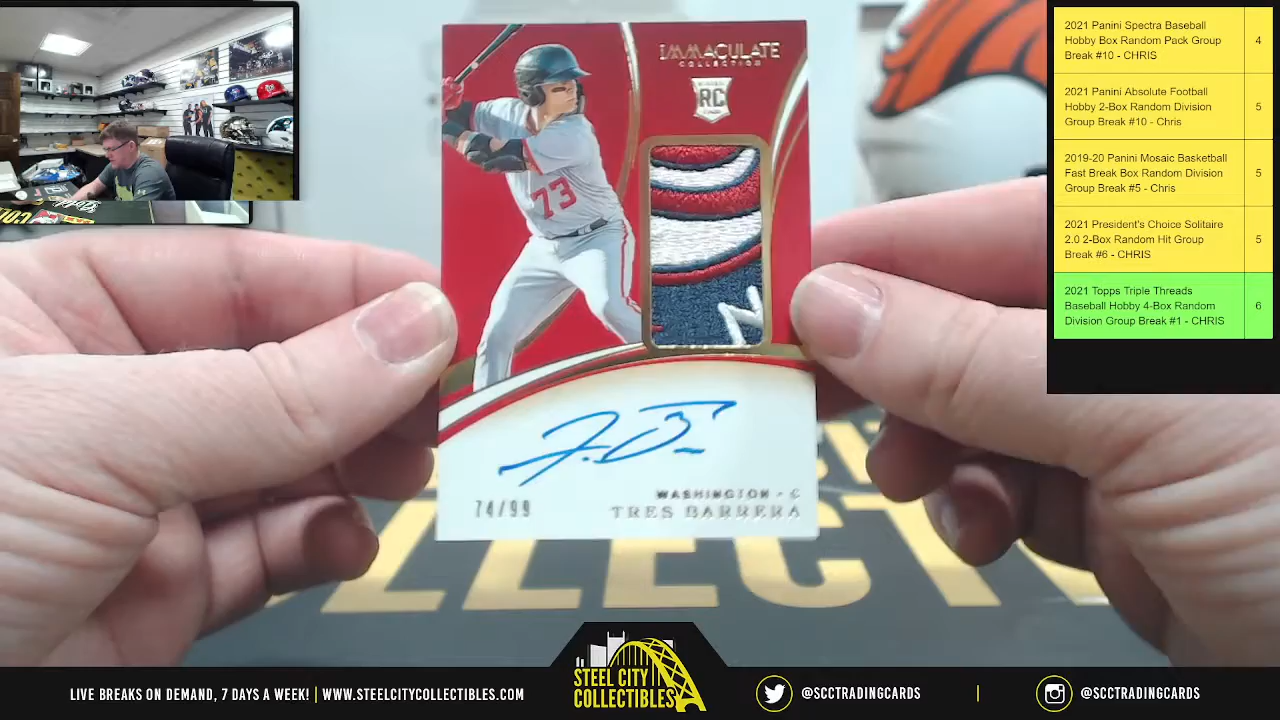 IMMACULATE
COLLECTION
RC
73
N
WASHINGTON - C
TRES BARRERA
74/99
2021 Panini Spectra Baseball
Hobby Box Random Pack Group
Break #10 - CHRIS
4
2021 Panini Absolute Football
Hobby 2-Box Random Division
Group Break #10 - Chris
5
2019-20 Panini Mosaic Basketball
Fast Break Box Random Division
Group Break #5 - Chris
5
2021 President's Choice Solitaire
2.0 2-Box Random Hit Group
Break #6 - CHRIS
5
2021 Topps Triple Threads
Baseball Hobby 4-Box Random
Division Group Break #1 - CHRIS
6
LIVE BREAKS ON DEMAND, 7 DAYS A WEEK! | WWW.STEELCITYCOLLECTIBLES.COM
STEEL CITY
COLLECTIBLES
@SCCTRADINGCARDS
@SCCTRADINGCARDS